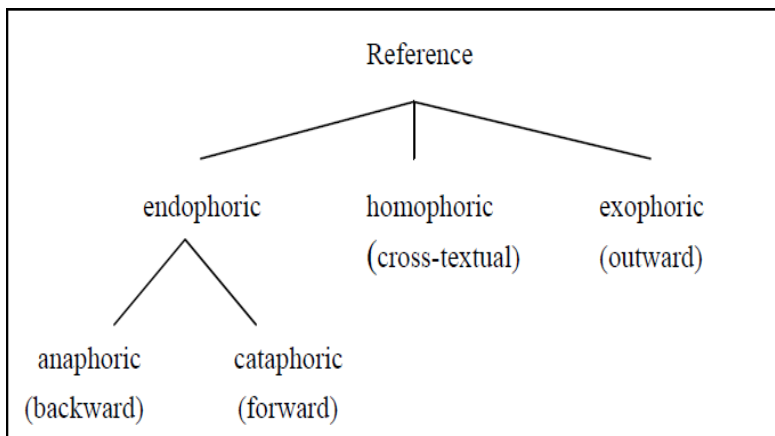 Reference
endophoric homophoric exophoric
(cross-textual) (outward)
anaphoric cataphoric
(backward) (forward)